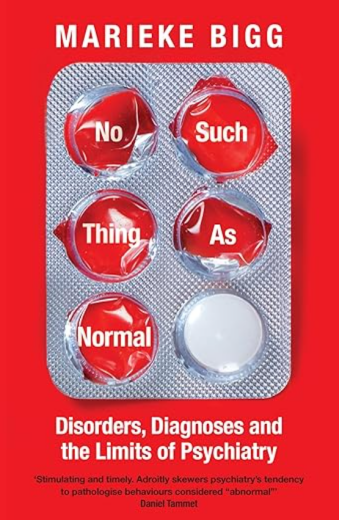 MARIEKE BIGG
No Such
Thing As
Normal
Disorders, Diagnoses and
the Limits of Psychiatry
‘Stimulating and timely. Adroitly skewers psychiatry’s tendency
to pathologise behaviours considered “abnormal”’
Daniel Tammet